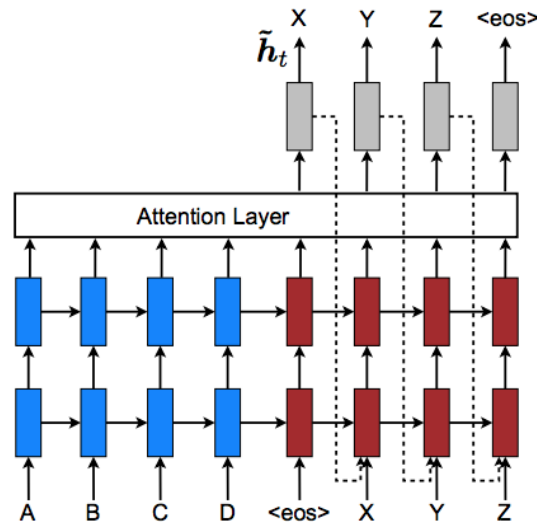 X Y Z <eos>
h̃t
Attention Layer
A B C D <eos> X Y Z